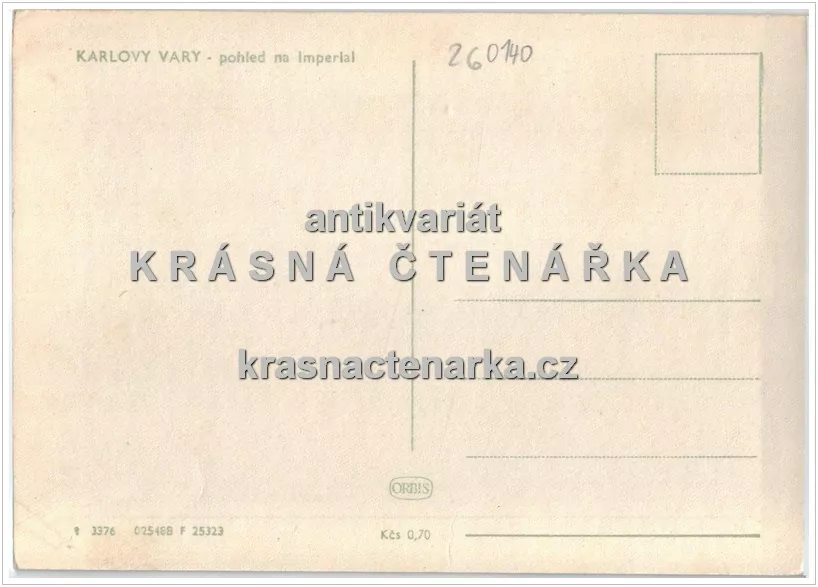 KARLOVY VARY - pohled na Imperial
260140
antikvariát
KRÁSNÁ ČTENÁŘKA
krasnactenarka.cz
ORBIS
3376 02548B F 25323
Kčs 0,70